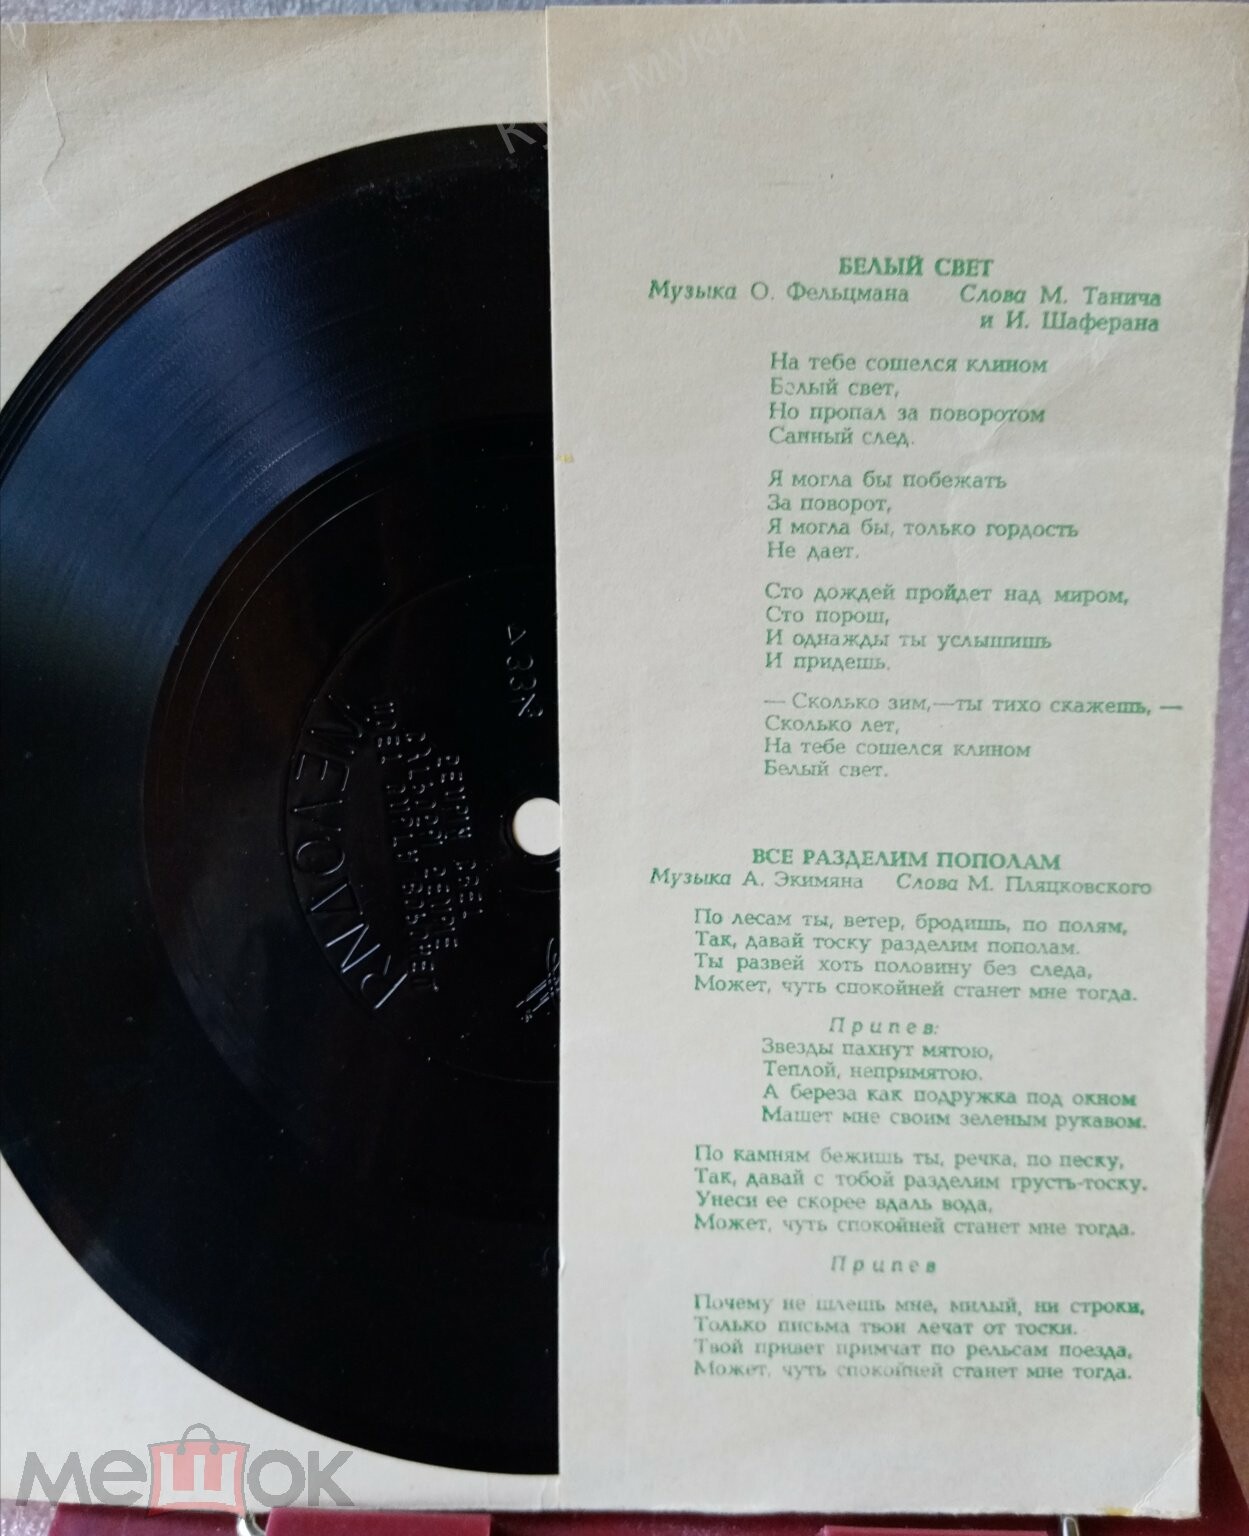 Куки-муки
БЕЛЫЙ СВЕТ
Музыка О. Фельцмана Слова М. Танича
и И. Шаферана
На тебе сошелся клином
Белый свет,
Но пропал за поворотом
Санный след.
Я могла бы побежать
За поворот,
Я могла бы, только гордость
Не дает.
Сто дождей пройдет над миром,
Сто порош,
И однажды ты услышишь
И придешь.
— Сколько зим,—ты тихо скажешь, —
Сколько лет,
На тебе сошелся клином
Белый свет.
ВСЕ РАЗДЕЛИМ ПОПОЛАМ
Музыка А. Экимяна Слова М. Пляцковского
По лесам ты, ветер, бродишь, по полям,
Так, давай тоску разделим пополам.
Ты развей хоть половину без следа,
Может, чуть спокойней станет мне тогда.
Припев:
Звезды пахнут мятою,
Теплой, непримятою.
А береза как подружка под окном
Машет мне своим зеленым рукавом.
По камням бежишь ты, речка, по песку,
Так, давай с тобой разделим грусть-тоску.
Унеси ее скорее вдаль вода,
Может, чуть спокойней станет мне тогда.
Припев
Почему не шлешь мне, милый, ни строки,
Только письма твои лечат от тоски.
Твой привет примчат по рельсам поезда,
Может, чуть спокойней станет мне тогда.
мешок